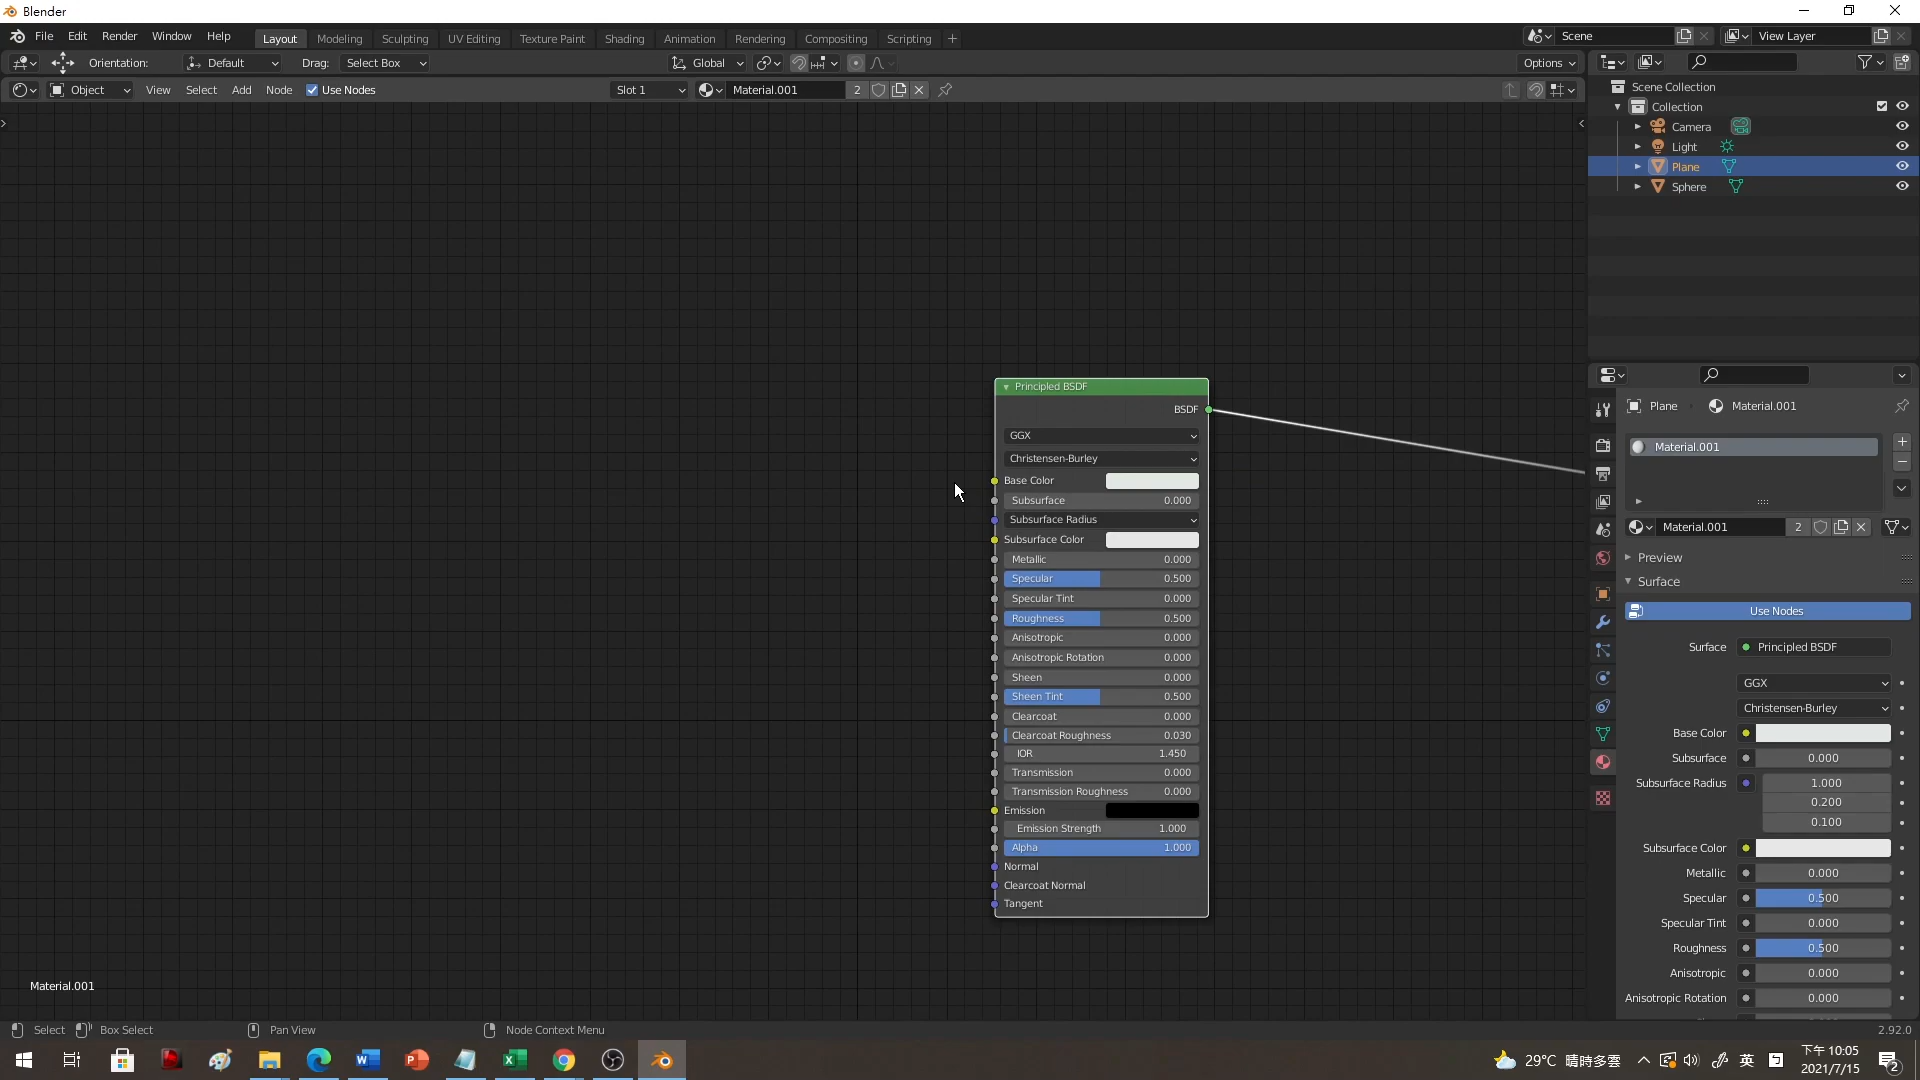 Blender
File Edit Render Window Help Layout Modeling Sculpting UV Editing Texture Paint Shading Animation Rendering Compositing Scripting + Scene View Layer
Orientation: Default Drag: Select Box Global Options
Object View Select Add Node Use Nodes Slot 1 Material.001 2
Scene Collection
Collection
Camera
Light
Plane
Sphere
Principled BSDF
BSDF
GGX
Christensen-Burley
Base Color
Subsurface 0.000
Subsurface Radius
Subsurface Color
Metallic 0.000
Specular 0.500
Specular Tint 0.000
Roughness 0.500
Anisotropic 0.000
Anisotropic Rotation 0.000
Sheen 0.000
Sheen Tint 0.500
Clearcoat 0.000
Clearcoat Roughness 0.030
IOR 1.450
Transmission 0.000
Transmission Roughness 0.000
Emission
Emission Strength 1.000
Alpha 1.000
Normal
Clearcoat Normal
Tangent
Plane Material.001
Material.001
Material.001 2
Preview
Surface
Use Nodes
Surface Principled BSDF
GGX
Christensen-Burley
Base Color
Subsurface 0.000
Subsurface Radius 1.000
0.200
0.100
Subsurface Color
Metallic 0.000
Specular 0.500
Specular Tint 0.000
Roughness 0.500
Anisotropic 0.000
Anisotropic Rotation 0.000
Material.001
Select Box Select Pan View Node Context Menu 2.92.0
29°C 晴時多雲 英 下午 10:05
2021/7/15 2